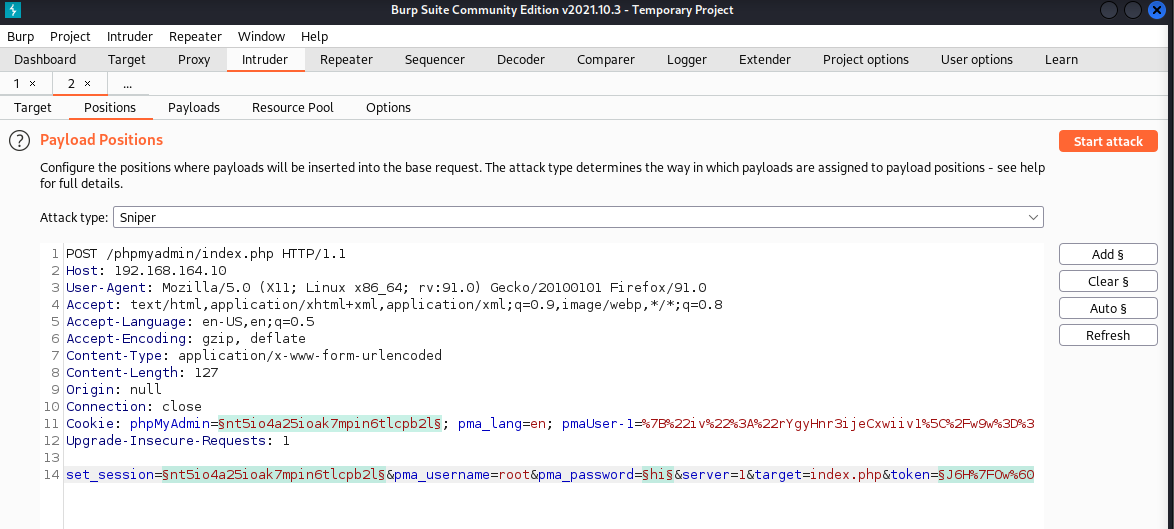 Burp Suite Community Edition v2021.10.3 - Temporary Project
Burp Project Intruder Repeater Window Help
Dashboard Target Proxy Intruder Repeater Sequencer Decoder Comparer Logger Extender Project options User options Learn
1 × 2 × ...
Target Positions Payloads Resource Pool Options
? Payload Positions Start attack
Configure the positions where payloads will be inserted into the base request. The attack type determines the way in which payloads are assigned to payload positions - see help
for full details.
Attack type: Sniper
Add §
Clear §
Auto §
Refresh
1 POST /phpmyadmin/index.php HTTP/1.1
2 Host: 192.168.164.10
3 User-Agent: Mozilla/5.0 (X11; Linux x86_64; rv:91.0) Gecko/20100101 Firefox/91.0
4 Accept: text/html,application/xhtml+xml,application/xml;q=0.9,image/webp,*/*;q=0.8
5 Accept-Language: en-US,en;q=0.5
6 Accept-Encoding: gzip, deflate
7 Content-Type: application/x-www-form-urlencoded
8 Content-Length: 127
9 Origin: null
10 Connection: close
11 Cookie: phpMyAdmin=§nt5io4a25ioak7mpin6tlcpb2l§; pma_lang=en; pmaUser-1=%7B%22iv%22%3A%22rYgyHnr3ijeCxwiiv1%5C%2Fw9w%3D%3
12 Upgrade-Insecure-Requests: 1
13
14 set_session=§nt5io4a25ioak7mpin6tlcpb2l§&pma_username=root&pma_password=§hi§&server=1&target=index.php&token=§J6H%7FOw%60